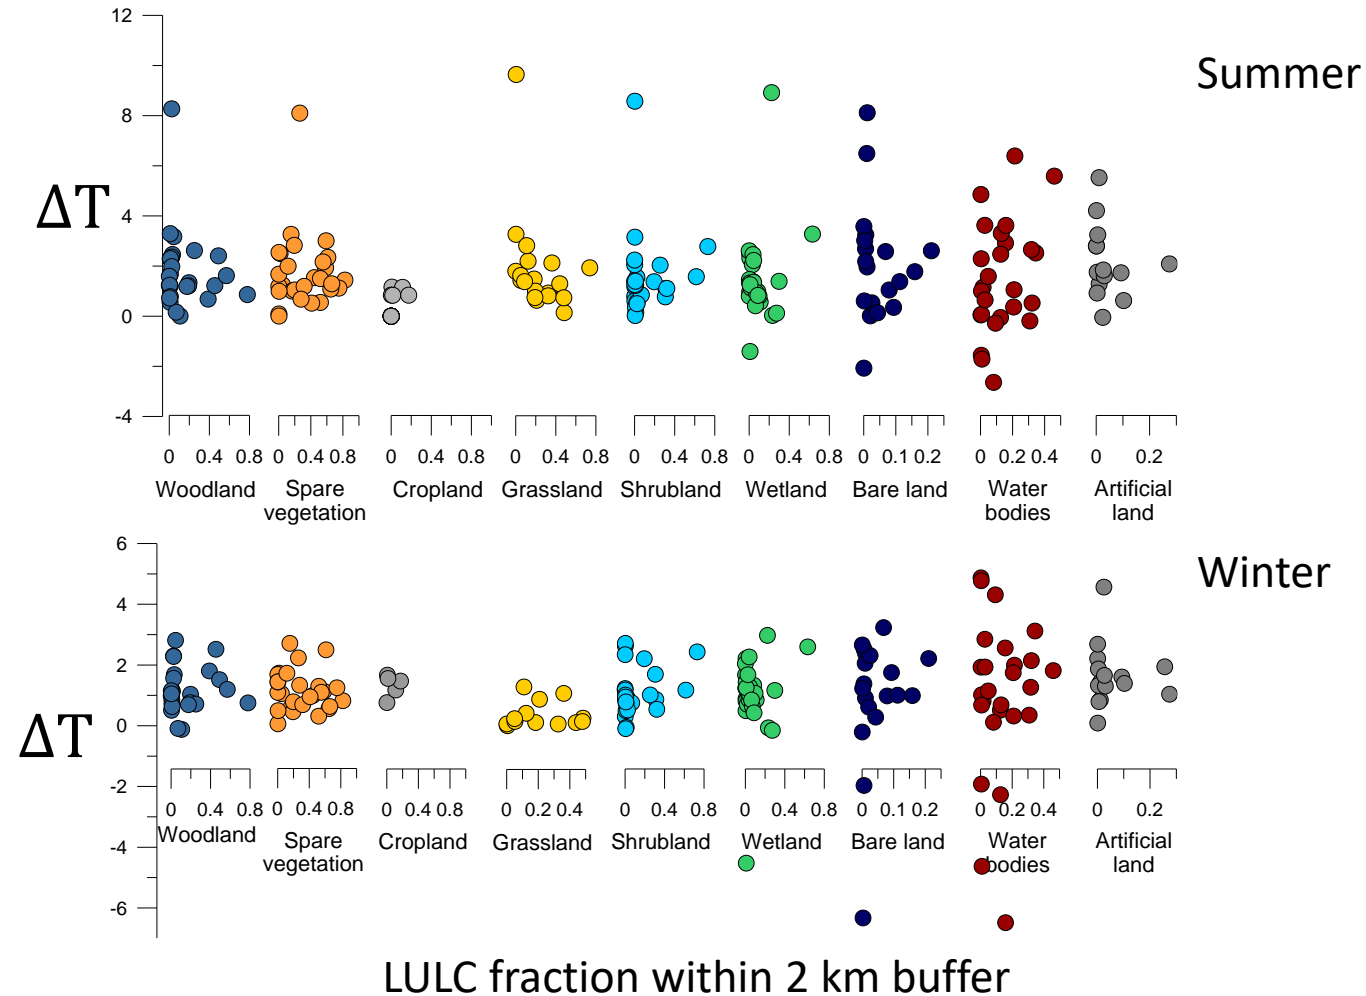 Summer
12
8
4
0
-4
ΔT
0 0.4 0.8 0 0.4 0.8 0 0.4 0.8 0 0.4 0.8 0 0.4 0.8 0 0.4 0.8 0 0.1 0.2 0 0.2 0.4 0 0.2
Woodland Spare vegetation Cropland Grassland Shrubland Wetland Bare land Water bodies Artificial land
Winter
6
4
2
0
-2
-4
-6
ΔT
0 0.4 0.8 0 0.4 0.8 0 0.4 0.8 0 0.2 0.4 0 0.4 0.8 0 0.4 0.8 0 0.1 0.2 0 0.2 0.4 0 0.2
Woodland Spare vegetation Cropland Grassland Shrubland Wetland Bare land Water bodies Artificial land
LULC fraction within 2 km buffer